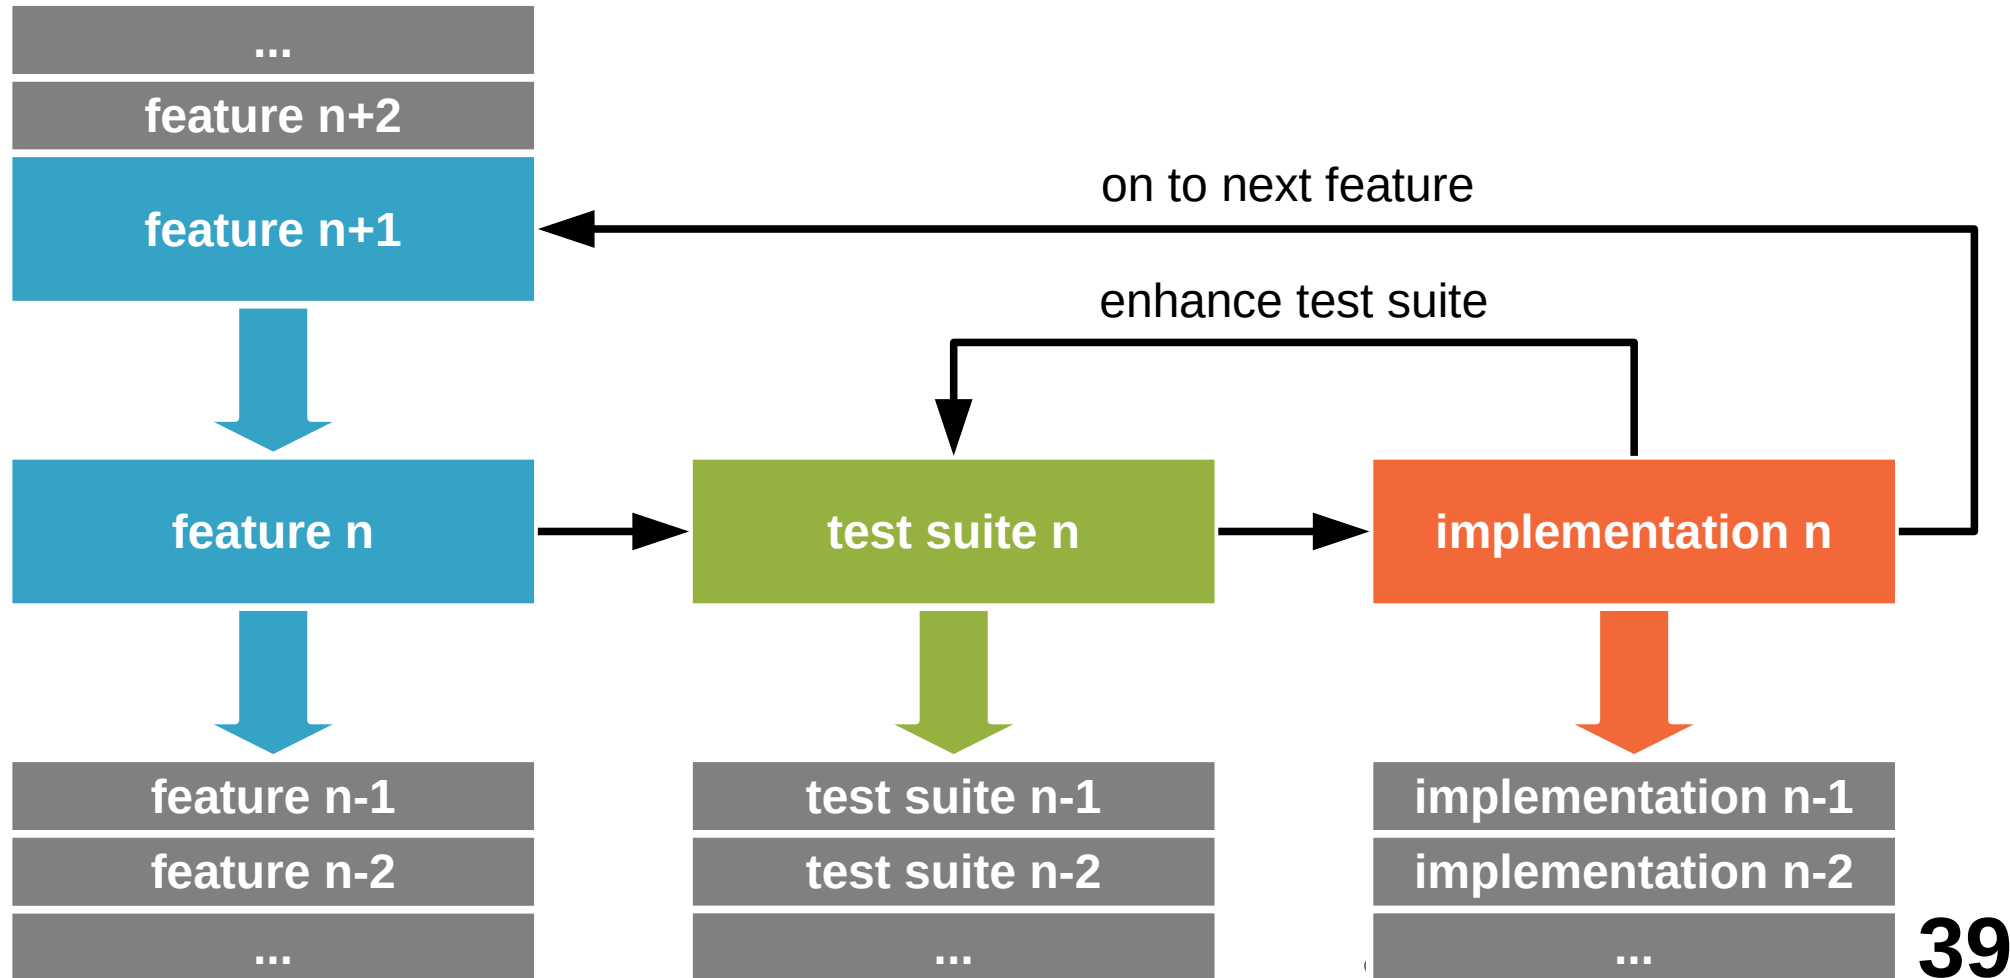 ...
feature n+2
feature n+1
on to next feature
enhance test suite
feature n
test suite n
implementation n
feature n-1
test suite n-1
implementation n-1
feature n-2
test suite n-2
implementation n-2
...
...
...
39